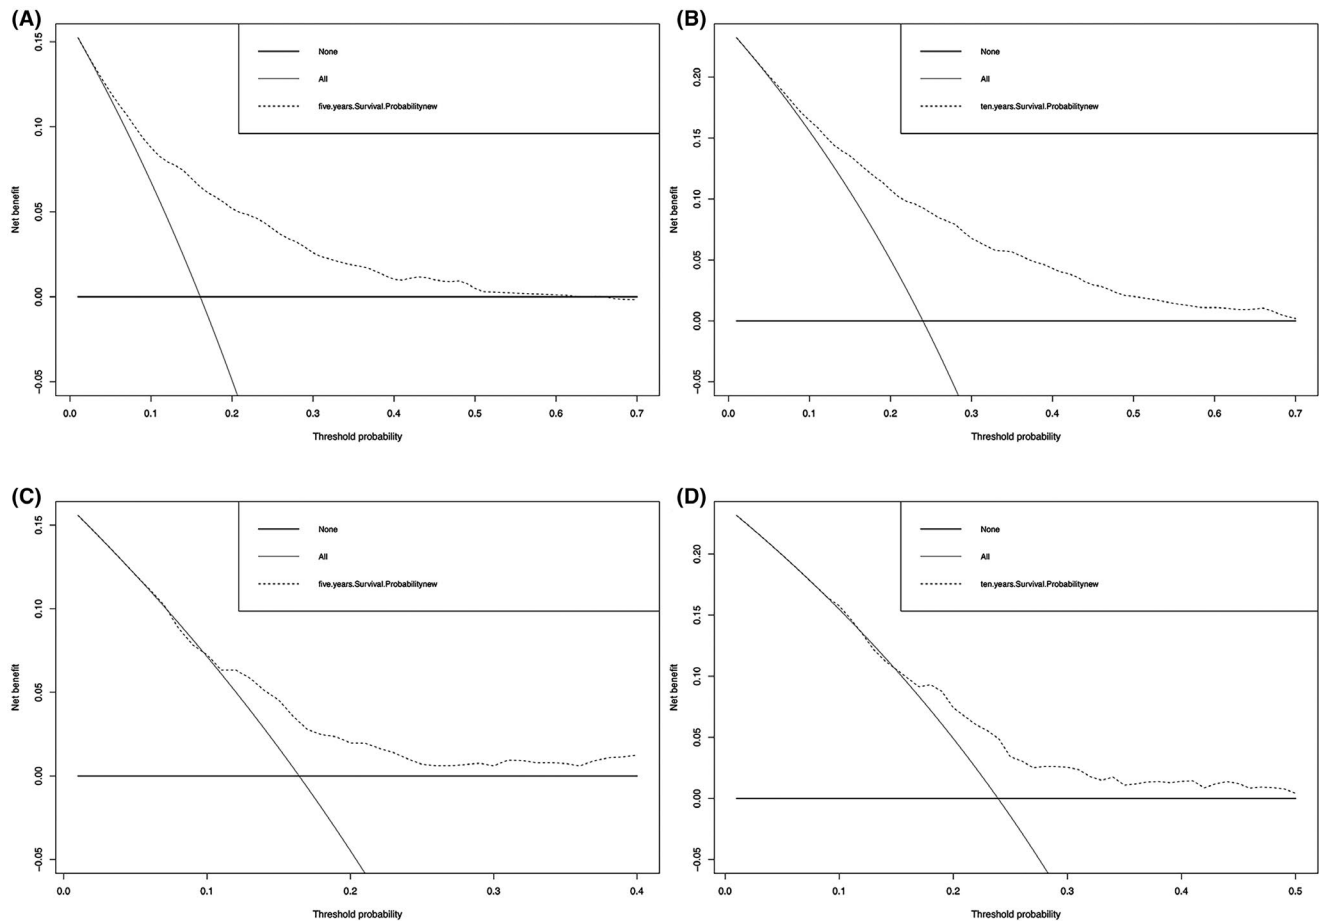 (A)
None
All
five.years.Survival.Probabilitynew
Net benefit
0.15
0.10
0.05
0.00
−0.05
0.0 0.1 0.2 0.3 0.4 0.5 0.6 0.7
Threshold probability
(B)
None
All
ten.years.Survival.Probabilitynew
Net benefit
0.20
0.15
0.10
0.05
0.00
−0.05
0.0 0.1 0.2 0.3 0.4 0.5 0.6 0.7
Threshold probability
(C)
None
All
five.years.Survival.Probabilitynew
Net benefit
0.15
0.10
0.05
0.00
−0.05
0.0 0.1 0.2 0.3 0.4
Threshold probability
(D)
None
All
ten.years.Survival.Probabilitynew
Net benefit
0.20
0.15
0.10
0.05
0.00
−0.05
0.0 0.1 0.2 0.3 0.4 0.5
Threshold probability